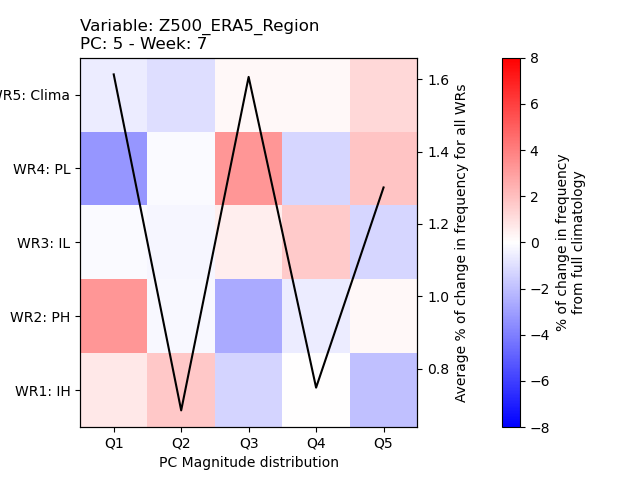 Variable: Z500_ERA5_Region
PC: 5 - Week: 7
WR5: Clima
WR4: PL
WR3: IL
WR2: PH
WR1: IH
Q1 Q2 Q3 Q4 Q5
PC Magnitude distribution
1.6
1.4
1.2
1.0
0.8
Average % of change in frequency for all WRs
8
6
4
2
0
−2
−4
−6
−8
% of change in frequency
from full climatology